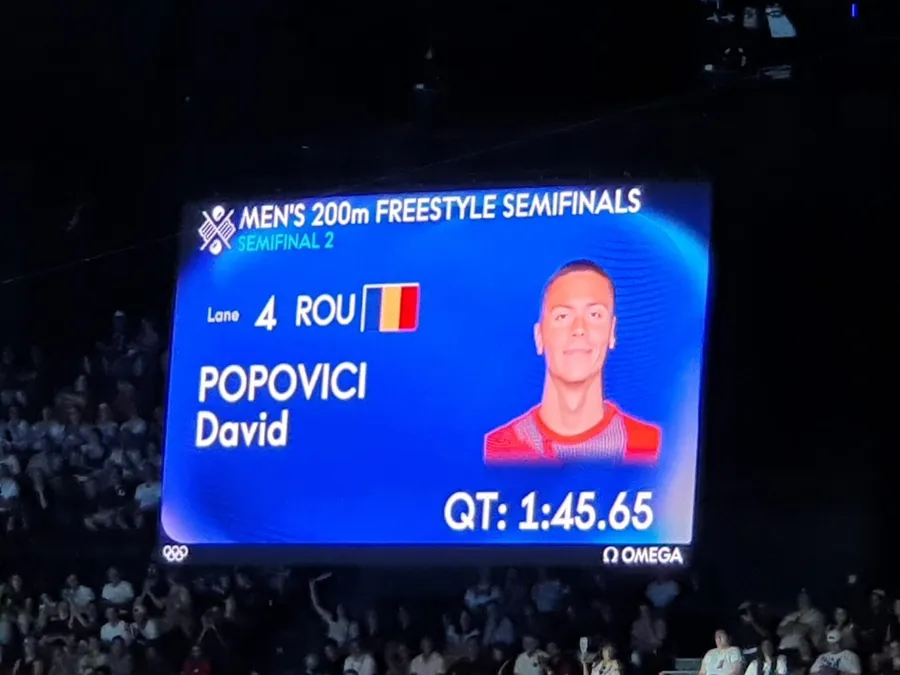 MEN'S 200m FREESTYLE SEMIFINALS
SEMIFINAL 2
Lane 4 ROU
POPOVICI
David
QT: 1:45.65
Ω OMEGA